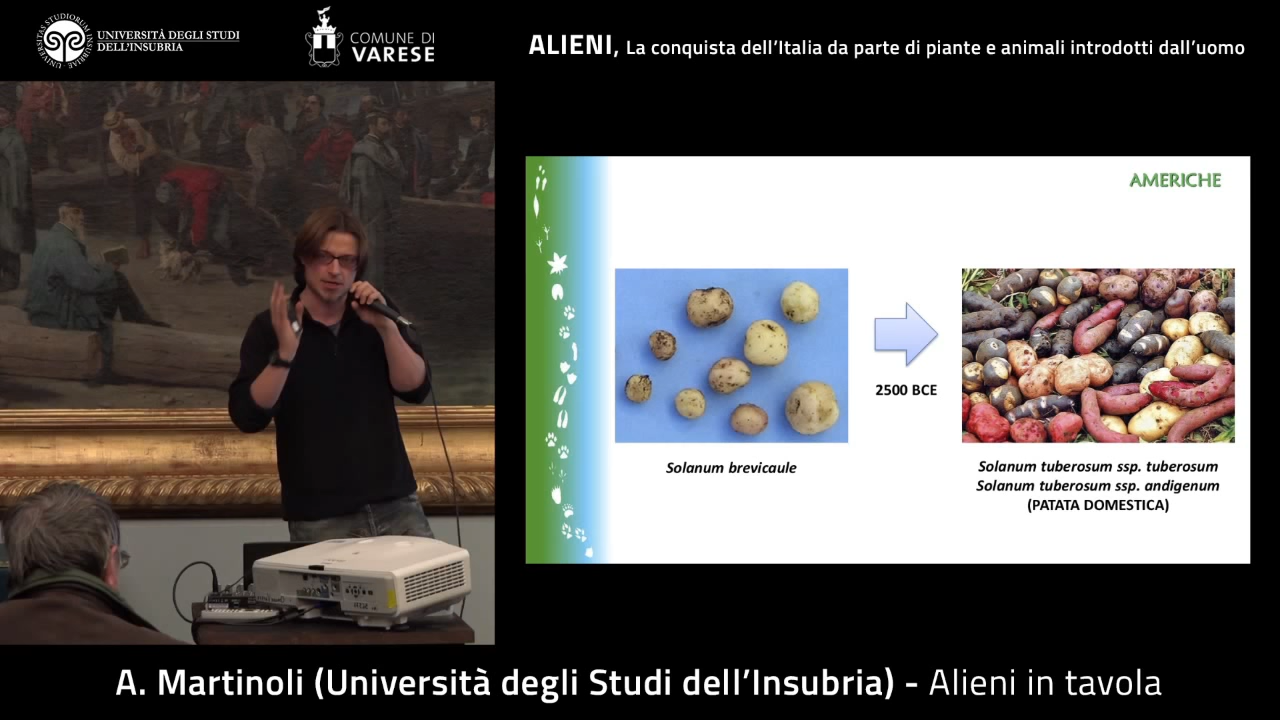 UNIVERSITÀ DEGLI STUDI
DELL'INSUBRIA
COMUNE DI
VARESE
ALIENI, La conquista dell'Italia da parte di piante e animali introdotti dall'uomo
AMERICHE
2500 BCE
Solanum brevicaule
Solanum tuberosum ssp. tuberosum
Solanum tuberosum ssp. andigenum
(PATATA DOMESTICA)
A. Martinoli (Università degli Studi dell'Insubria) - Alieni in tavola